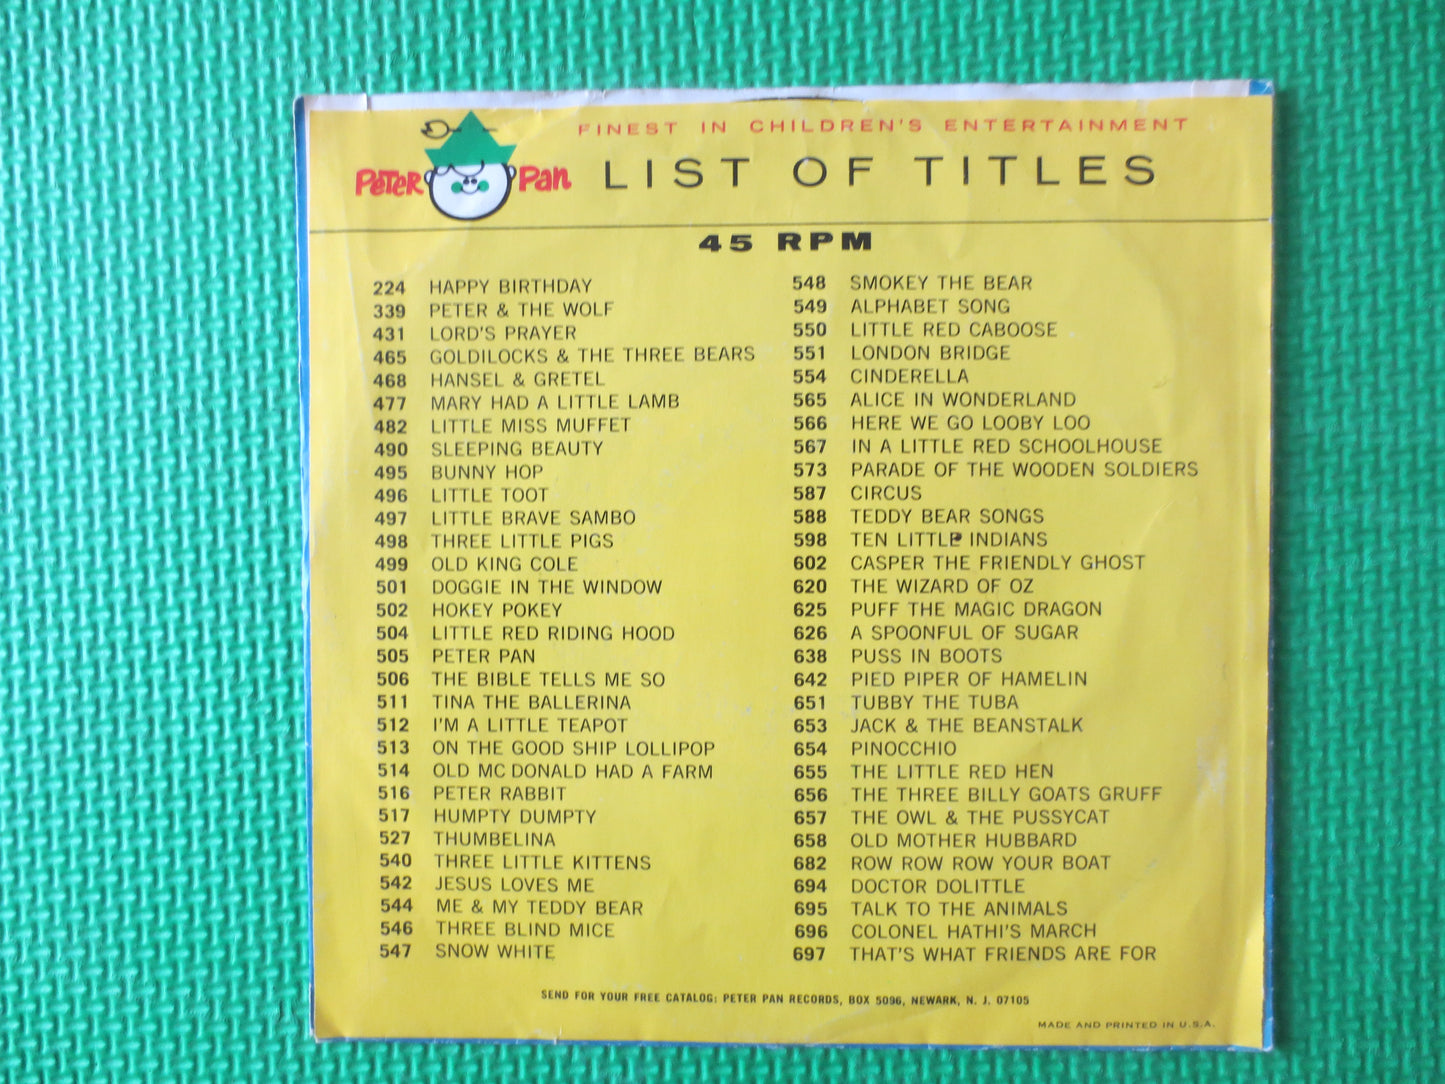 FINEST IN CHILDREN'S ENTERTAINMENT
PETER PAN
LIST OF TITLES
45 RPM
224 HAPPY BIRTHDAY
339 PETER & THE WOLF
431 LORD'S PRAYER
465 GOLDILOCKS & THE THREE BEARS
468 HANSEL & GRETEL
477 MARY HAD A LITTLE LAMB
482 LITTLE MISS MUFFET
490 SLEEPING BEAUTY
495 BUNNY HOP
496 LITTLE TOOT
497 LITTLE BRAVE SAMBO
498 THREE LITTLE PIGS
499 OLD KING COLE
501 DOGGIE IN THE WINDOW
502 HOKEY POKEY
504 LITTLE RED RIDING HOOD
505 PETER PAN
506 THE BIBLE TELLS ME SO
511 TINA THE BALLERINA
512 I'M A LITTLE TEAPOT
513 ON THE GOOD SHIP LOLLIPOP
514 OLD MC DONALD HAD A FARM
516 PETER RABBIT
517 HUMPTY DUMPTY
527 THUMBELINA
540 THREE LITTLE KITTENS
542 JESUS LOVES ME
544 ME & MY TEDDY BEAR
546 THREE BLIND MICE
547 SNOW WHITE
548 SMOKEY THE BEAR
549 ALPHABET SONG
550 LITTLE RED CABOOSE
551 LONDON BRIDGE
554 CINDERELLA
565 ALICE IN WONDERLAND
566 HERE WE GO LOOBY LOO
567 IN A LITTLE RED SCHOOLHOUSE
573 PARADE OF THE WOODEN SOLDIERS
587 CIRCUS
588 TEDDY BEAR SONGS
598 TEN LITTLE INDIANS
602 CASPER THE FRIENDLY GHOST
620 THE WIZARD OF OZ
625 PUFF THE MAGIC DRAGON
626 A SPOONFUL OF SUGAR
638 PUSS IN BOOTS
642 PIED PIPER OF HAMELIN
651 TUBBY THE TUBA
653 JACK & THE BEANSTALK
654 PINOCCHIO
655 THE LITTLE RED HEN
656 THE THREE BILLY GOATS GRUFF
657 THE OWL & THE PUSSYCAT
658 OLD MOTHER HUBBARD
682 ROW ROW ROW YOUR BOAT
694 DOCTOR DOLITTLE
695 TALK TO THE ANIMALS
696 COLONEL HATHI'S MARCH
697 THAT'S WHAT FRIENDS ARE FOR
SEND FOR YOUR FREE CATALOG: PETER PAN RECORDS, BOX 5096, NEWARK, N. J. 07105
MADE AND PRINTED IN U.S.A.